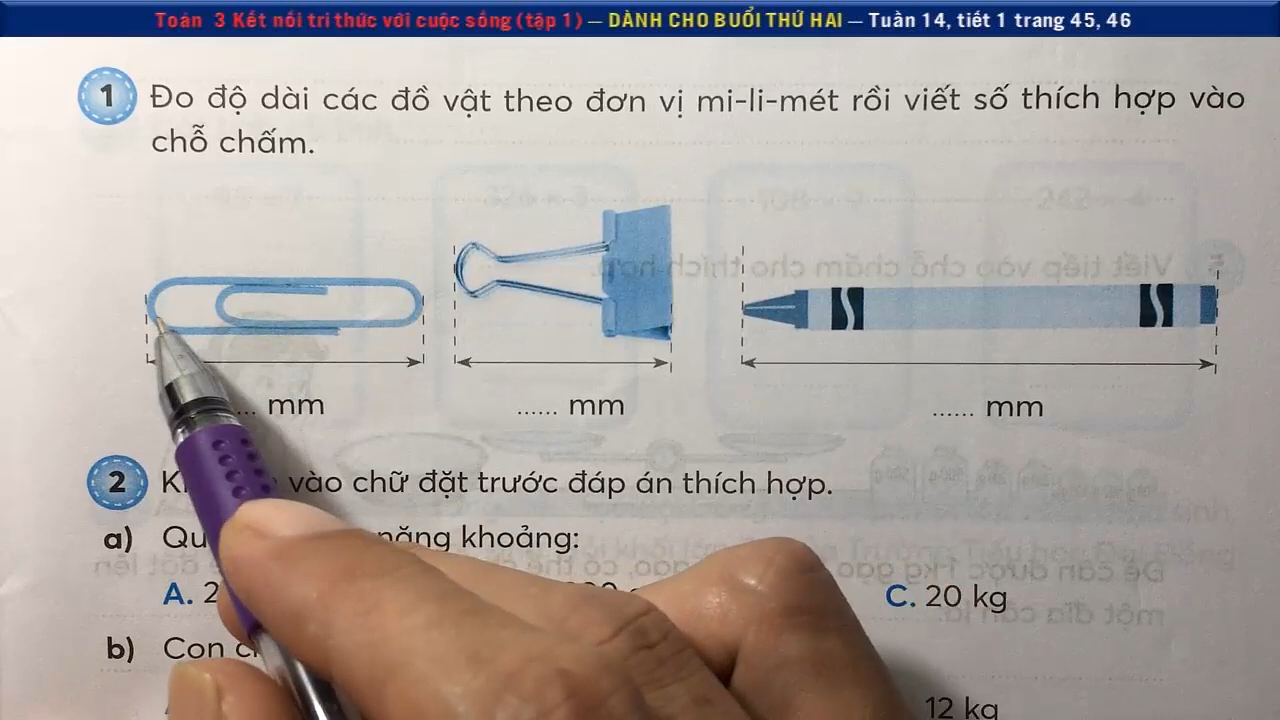 Toán 3 Kết nối tri thức với cuộc sống (tập 1) – DÀNH CHO BUỔI THỨ HAI – Tuần 14, tiết 1 trang 45, 46
1 Đo độ dài các đồ vật theo đơn vị mi-li-mét rồi viết số thích hợp vào
chỗ chấm.
... mm ...... mm ...... mm
2 vào chữ đặt trước đáp án thích hợp.
a) nặng khoảng:
A. 2 C. 20 kg
b) Con
12 kg